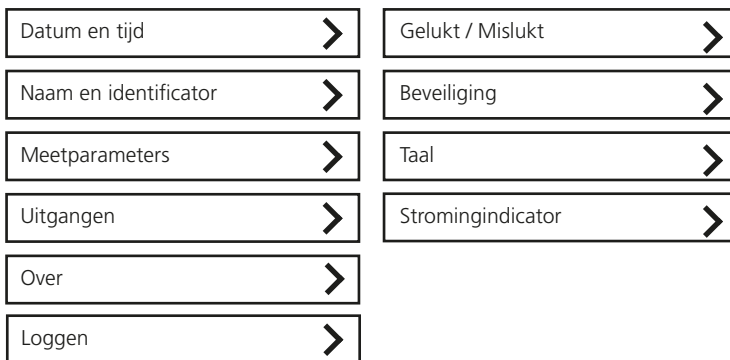 Datum en tijd
Naam en identificator
Meetparameters
Uitgangen
Over
Loggen
Gelukt / Mislukt
Beveiliging
Taal
Stromingindicator